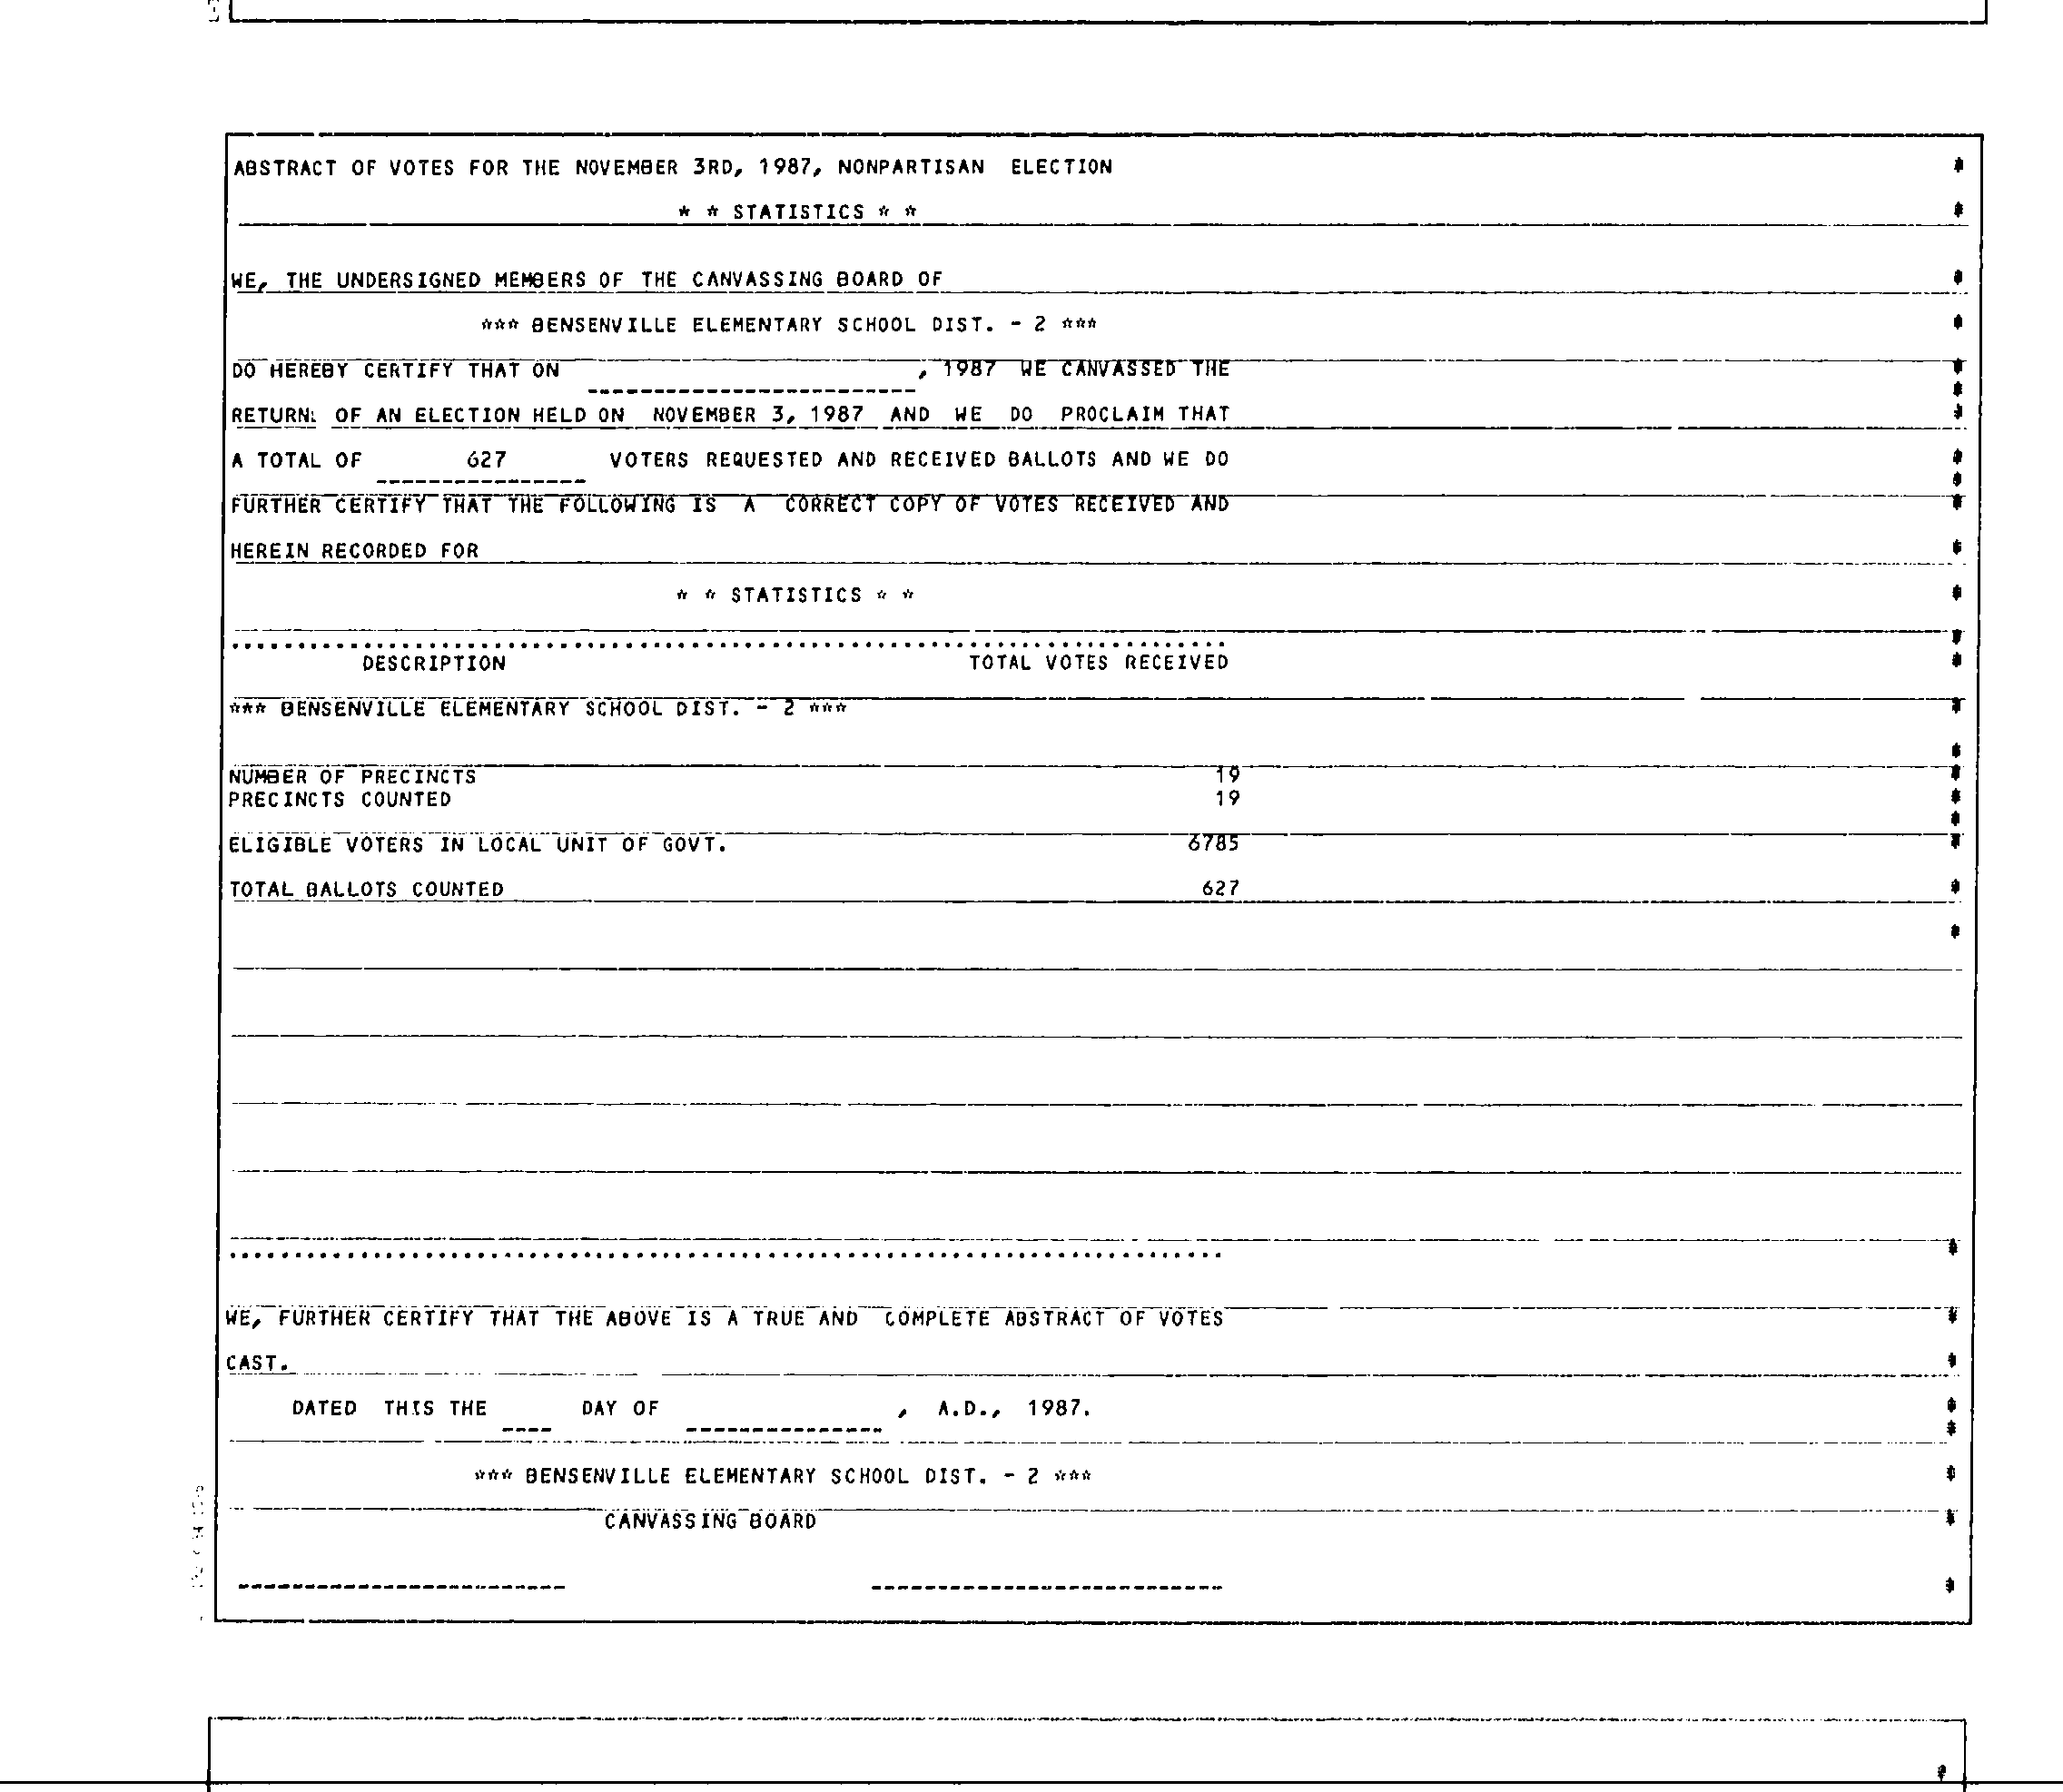 ABSTRACT OF VOTES FOR THE NOVEMBER 3RD, 1987, NONPARTISAN ELECTION
* * STATISTICS * *
WE, THE UNDERSIGNED MEMBERS OF THE CANVASSING BOARD OF
*** BENSENVILLE ELEMENTARY SCHOOL DIST. - 2 ***
DO HEREBY CERTIFY THAT ON , 1987 WE CANVASSED THE
RETURN: OF AN ELECTION HELD ON NOVEMBER 3, 1987 AND WE DO PROCLAIM THAT
A TOTAL OF 627 VOTERS REQUESTED AND RECEIVED BALLOTS AND WE DO
FURTHER CERTIFY THAT THE FOLLOWING IS A CORRECT COPY OF VOTES RECEIVED AND
HEREIN RECORDED FOR
* * STATISTICS * *
DESCRIPTION TOTAL VOTES RECEIVED
*** BENSENVILLE ELEMENTARY SCHOOL DIST. - 2 ***
NUMBER OF PRECINCTS 19
PRECINCTS COUNTED 19
ELIGIBLE VOTERS IN LOCAL UNIT OF GOVT. 6785
TOTAL BALLOTS COUNTED 627
WE, FURTHER CERTIFY THAT THE ABOVE IS A TRUE AND COMPLETE ABSTRACT OF VOTES
CAST.
DATED THIS THE ---- DAY OF --------------- , A.D., 1987.
*** BENSENVILLE ELEMENTARY SCHOOL DIST. - 2 ***
CANVASSING BOARD